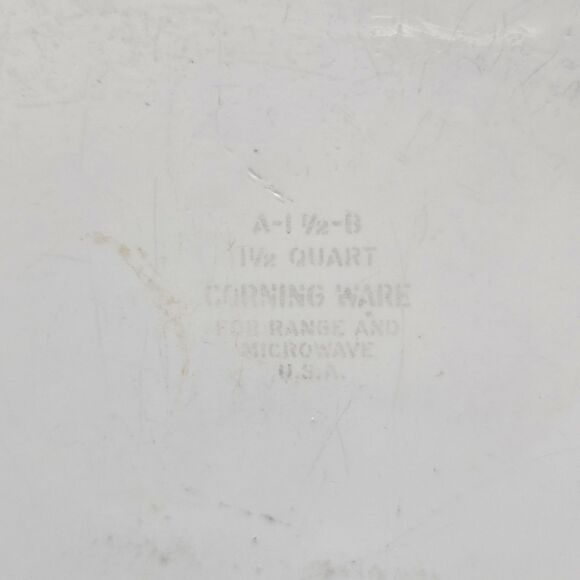 A-1 ½-B
1½ QUART
CORNING WARE
FOR RANGE AND
MICROWAVE
U.S.A.